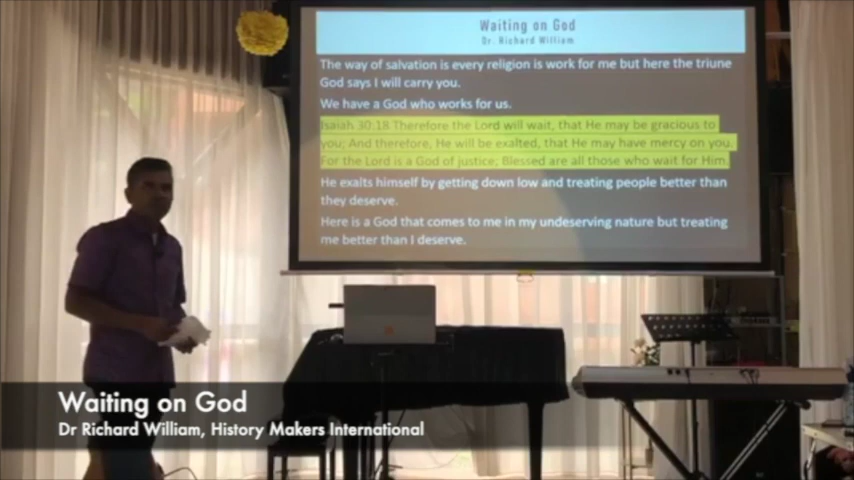 Waiting on God
Dr. Richard William
The way of salvation is every religion is work for me but here the triune
God says I will carry you.
We have a God who works for us.
Isaiah 30:18 Therefore the Lord will wait, that He may be gracious to
you; And therefore, He will be exalted, that He may have mercy on you.
For the Lord is a God of justice; Blessed are all those who wait for Him.
He exalts himself by getting down low and treating people better than
they deserve.
Here is a God that comes to me in my undeserving nature but treating
me better than I deserve.
Waiting on God
Dr Richard William, History Makers International